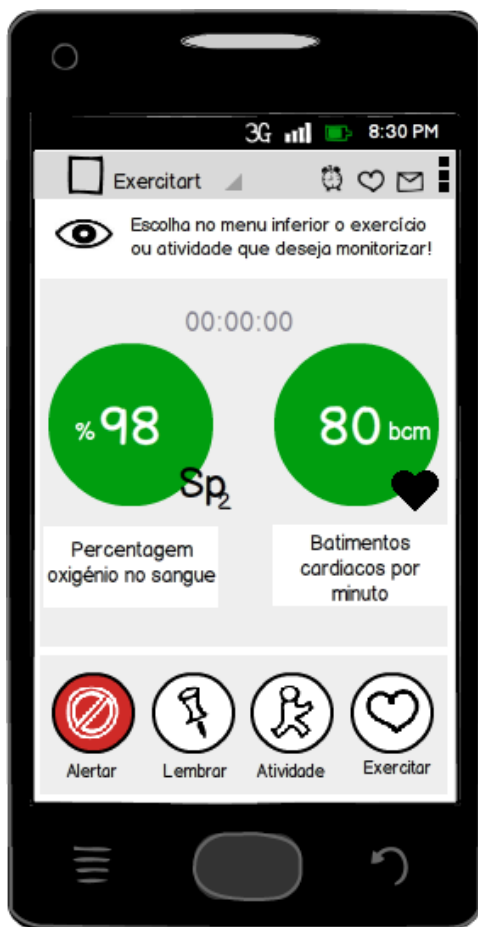 3G 8:30 PM
Exercitart
Escolha no menu inferior o exercício
ou atividade que deseja monitorizar!
00:00:00
% 98
Sp2
80 bcm
Percentagem
oxigénio no sangue
Batimentos
cardiacos por
minuto
Alertar Lembrar Atividade Exercitar